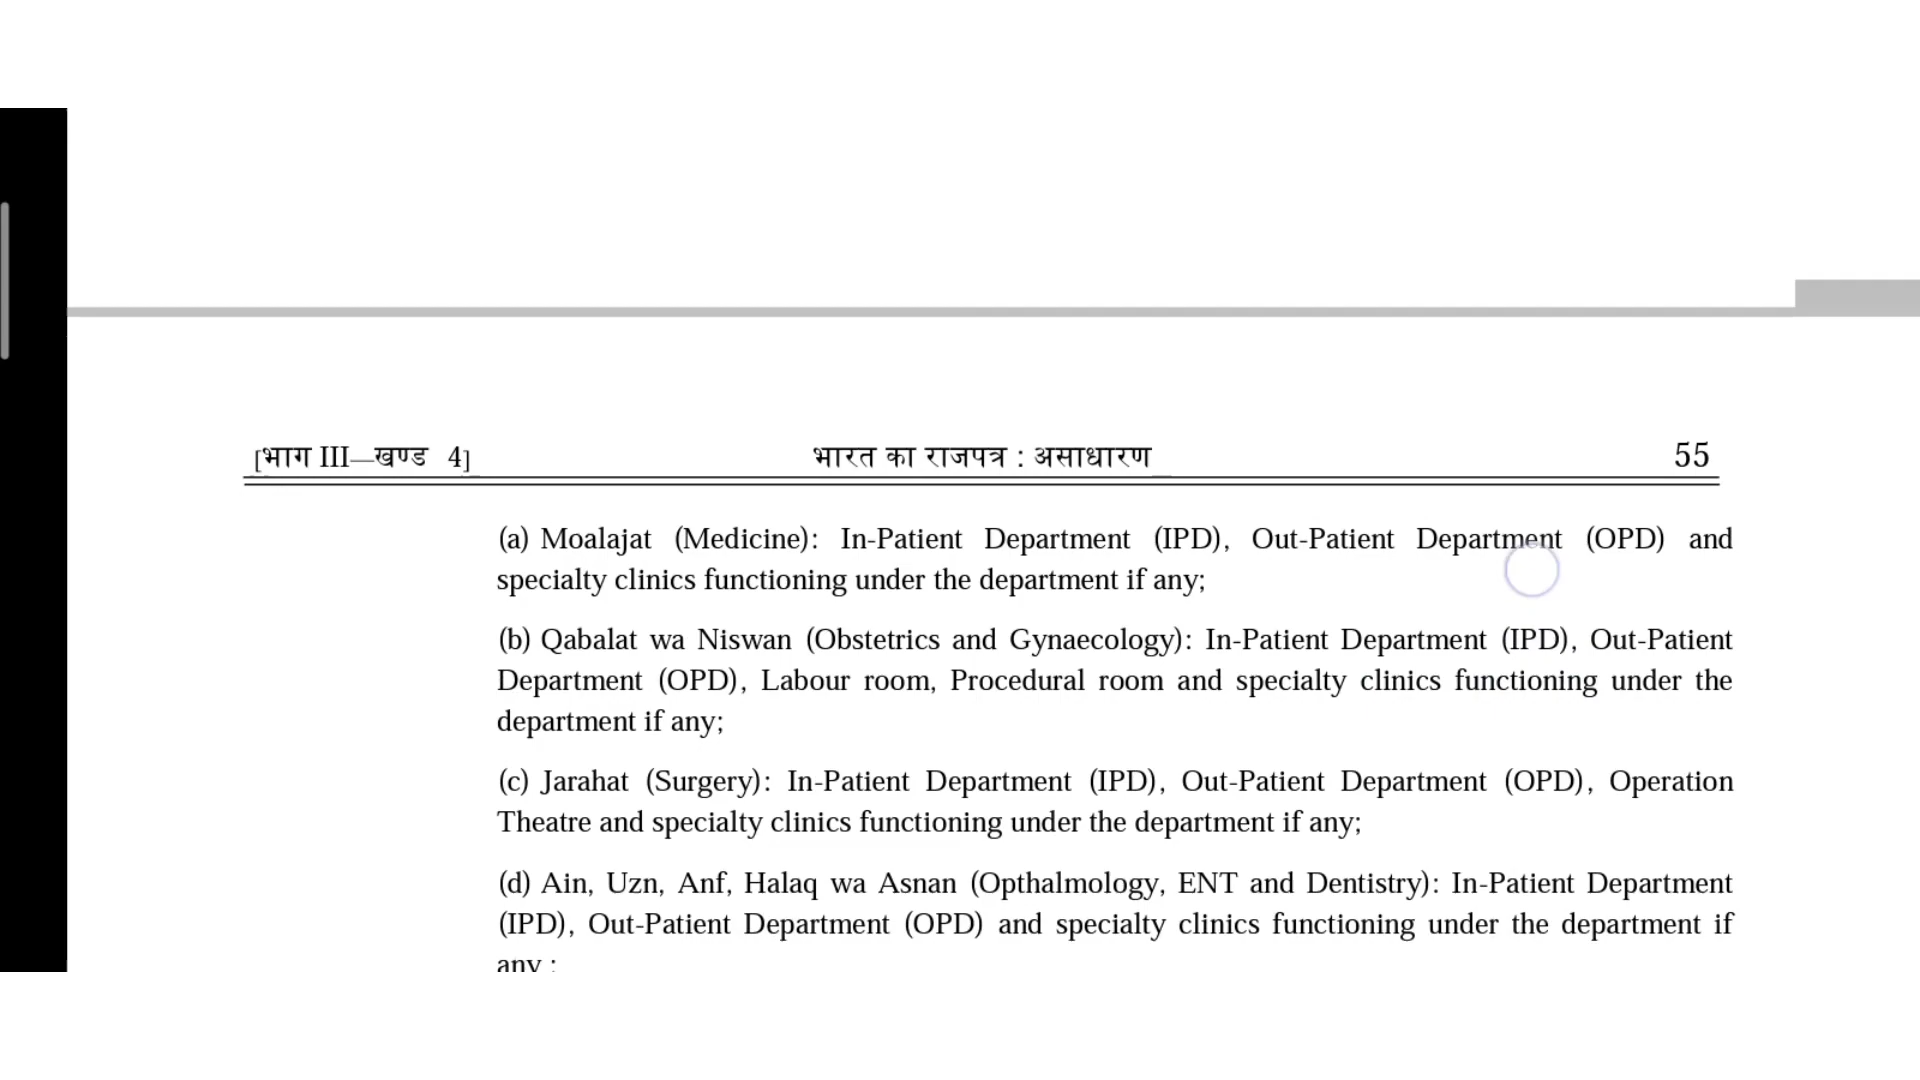 [भाग III—खण्ड 4] भारत का राजपत्र : असाधारण 55
(a) Moalajat (Medicine): In-Patient Department (IPD), Out-Patient Department (OPD) and
specialty clinics functioning under the department if any;
(b) Qabalat wa Niswan (Obstetrics and Gynaecology): In-Patient Department (IPD), Out-Patient
Department (OPD), Labour room, Procedural room and specialty clinics functioning under the
department if any;
(c) Jarahat (Surgery): In-Patient Department (IPD), Out-Patient Department (OPD), Operation
Theatre and specialty clinics functioning under the department if any;
(d) Ain, Uzn, Anf, Halaq wa Asnan (Opthalmology, ENT and Dentistry): In-Patient Department
(IPD), Out-Patient Department (OPD) and specialty clinics functioning under the department if
any ;